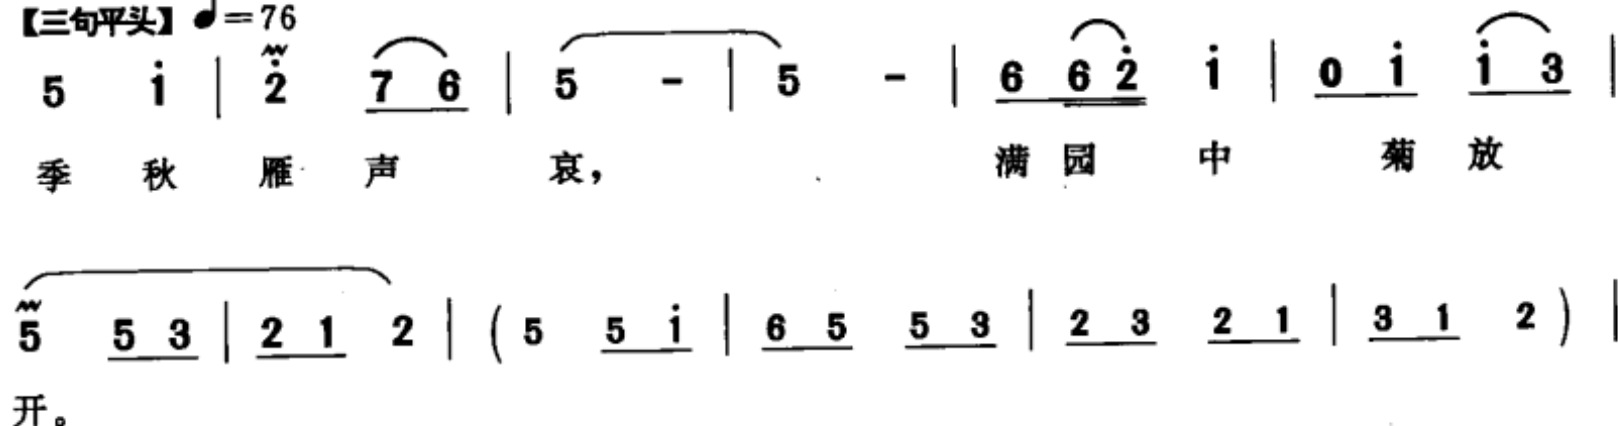 【三句平头】 ♩=76
5 i̇ | 2̇ 7 6 | 5 - | 5 - | 6 6 2̇ i̇ | 0 i̇ i̇ 3 |
季 秋 雁 声 哀， 满 园 中 菊 放
5 5 3 | 2 1 2 | ( 5 5 i̇ | 6 5 5 3 | 2 3 2 1 | 3 1 2 ) |
开。